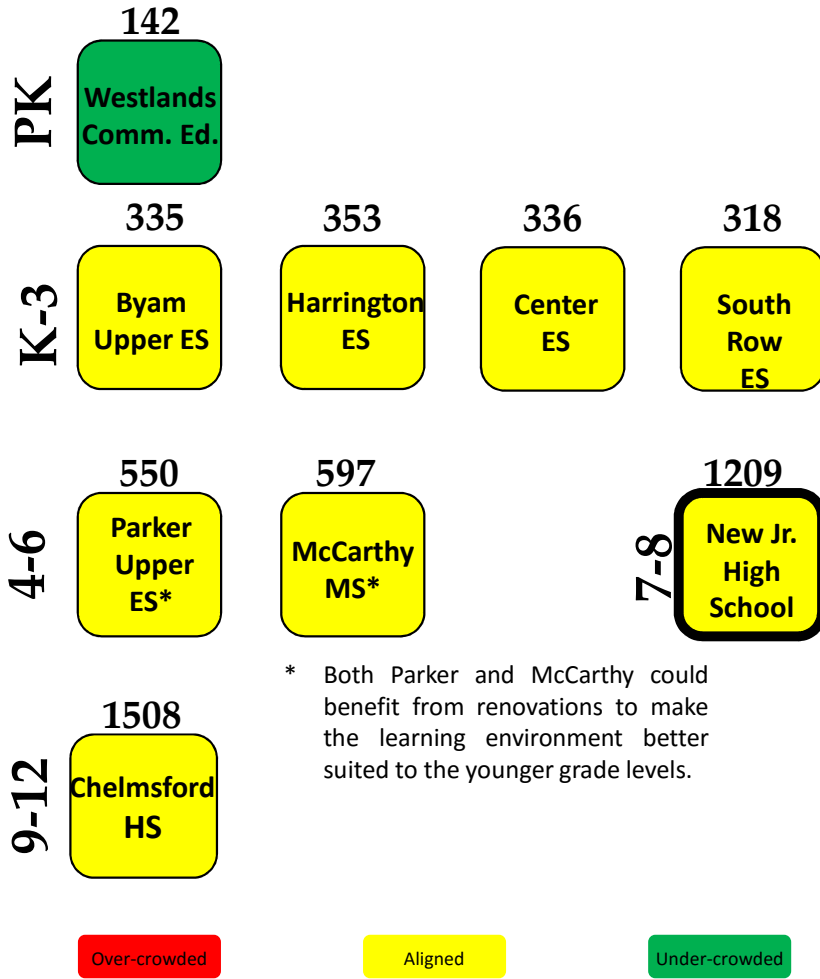 142
PK
Westlands
Comm. Ed.
335
353
336
318
K-3
Byam
Upper ES
Harrington
ES
Center
ES
South
Row
ES
550
597
1209
4-6
Parker
Upper
ES*
McCarthy
MS*
7-8
New Jr.
High
School
* Both Parker and McCarthy could
benefit from renovations to make
the learning environment better
suited to the younger grade levels.
1508
9-12
Chelmsford
HS
Over-crowded
Aligned
Under-crowded